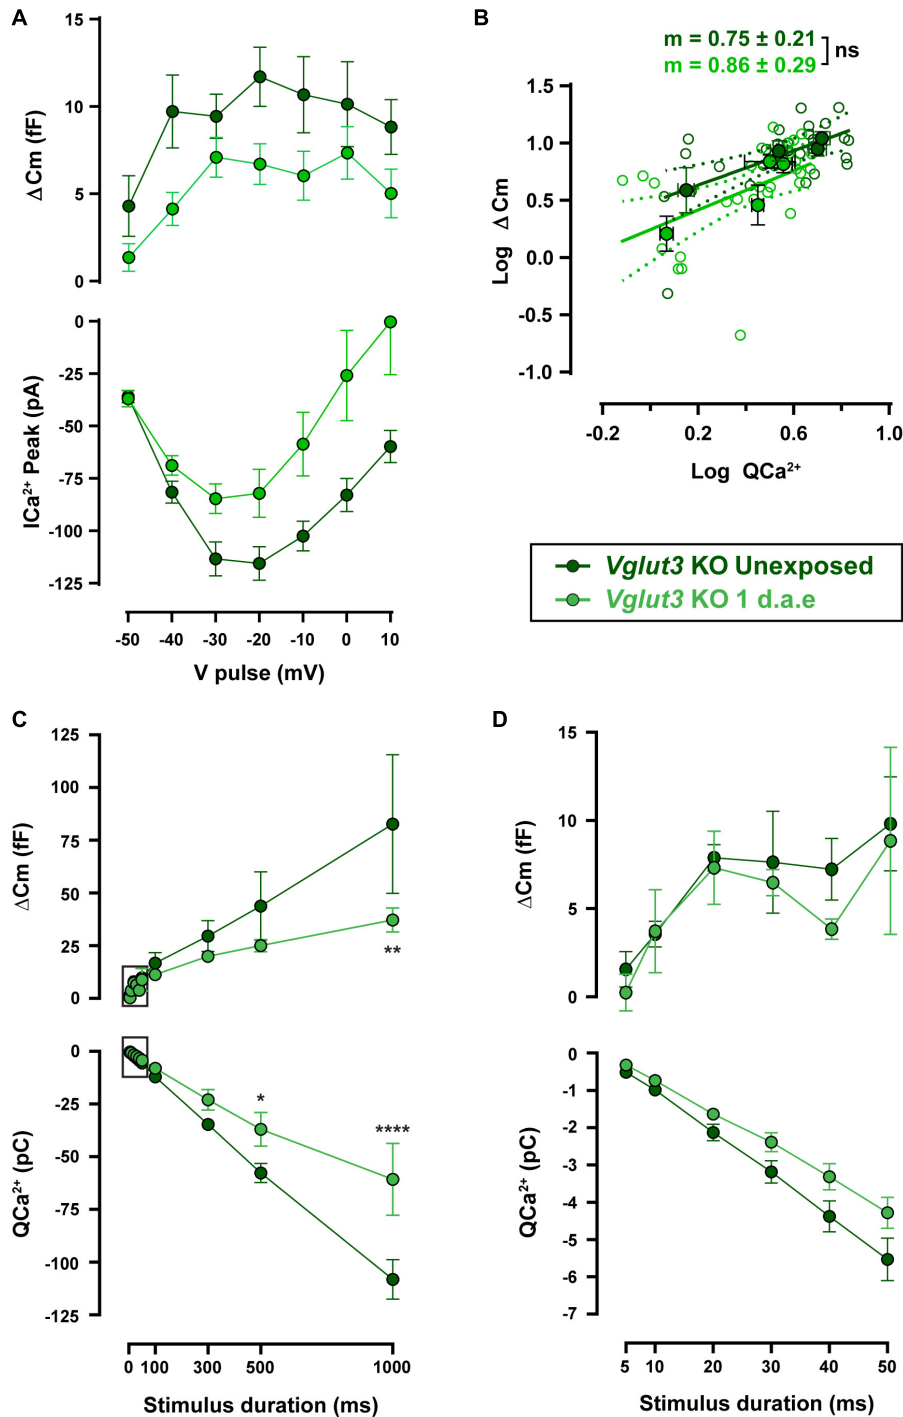 A
15
10
5
0
ΔCm (fF)
0
-25
-50
-75
-100
-125
ICa²⁺ Peak (pA)
-50 -40 -30 -20 -10 0 10
V pulse (mV)
B
m = 0.75 ± 0.21
m = 0.86 ± 0.29
ns
1.5
1.0
0.5
0.0
-0.5
-1.0
Log Δ Cm
-0.2 0.2 0.6 1.0
Log QCa²⁺
Vglut3 KO Unexposed
Vglut3 KO 1 d.a.e
C
125
100
75
50
25
0
ΔCm (fF)
**
0
-25
-50
-75
-100
-125
QCa²⁺ (pC)
*
****
0 100 300 500 1000
Stimulus duration (ms)
D
15
10
5
0
ΔCm (fF)
0
-1
-2
-3
-4
-5
-6
-7
QCa²⁺ (pC)
5 10 20 30 40 50
Stimulus duration (ms)